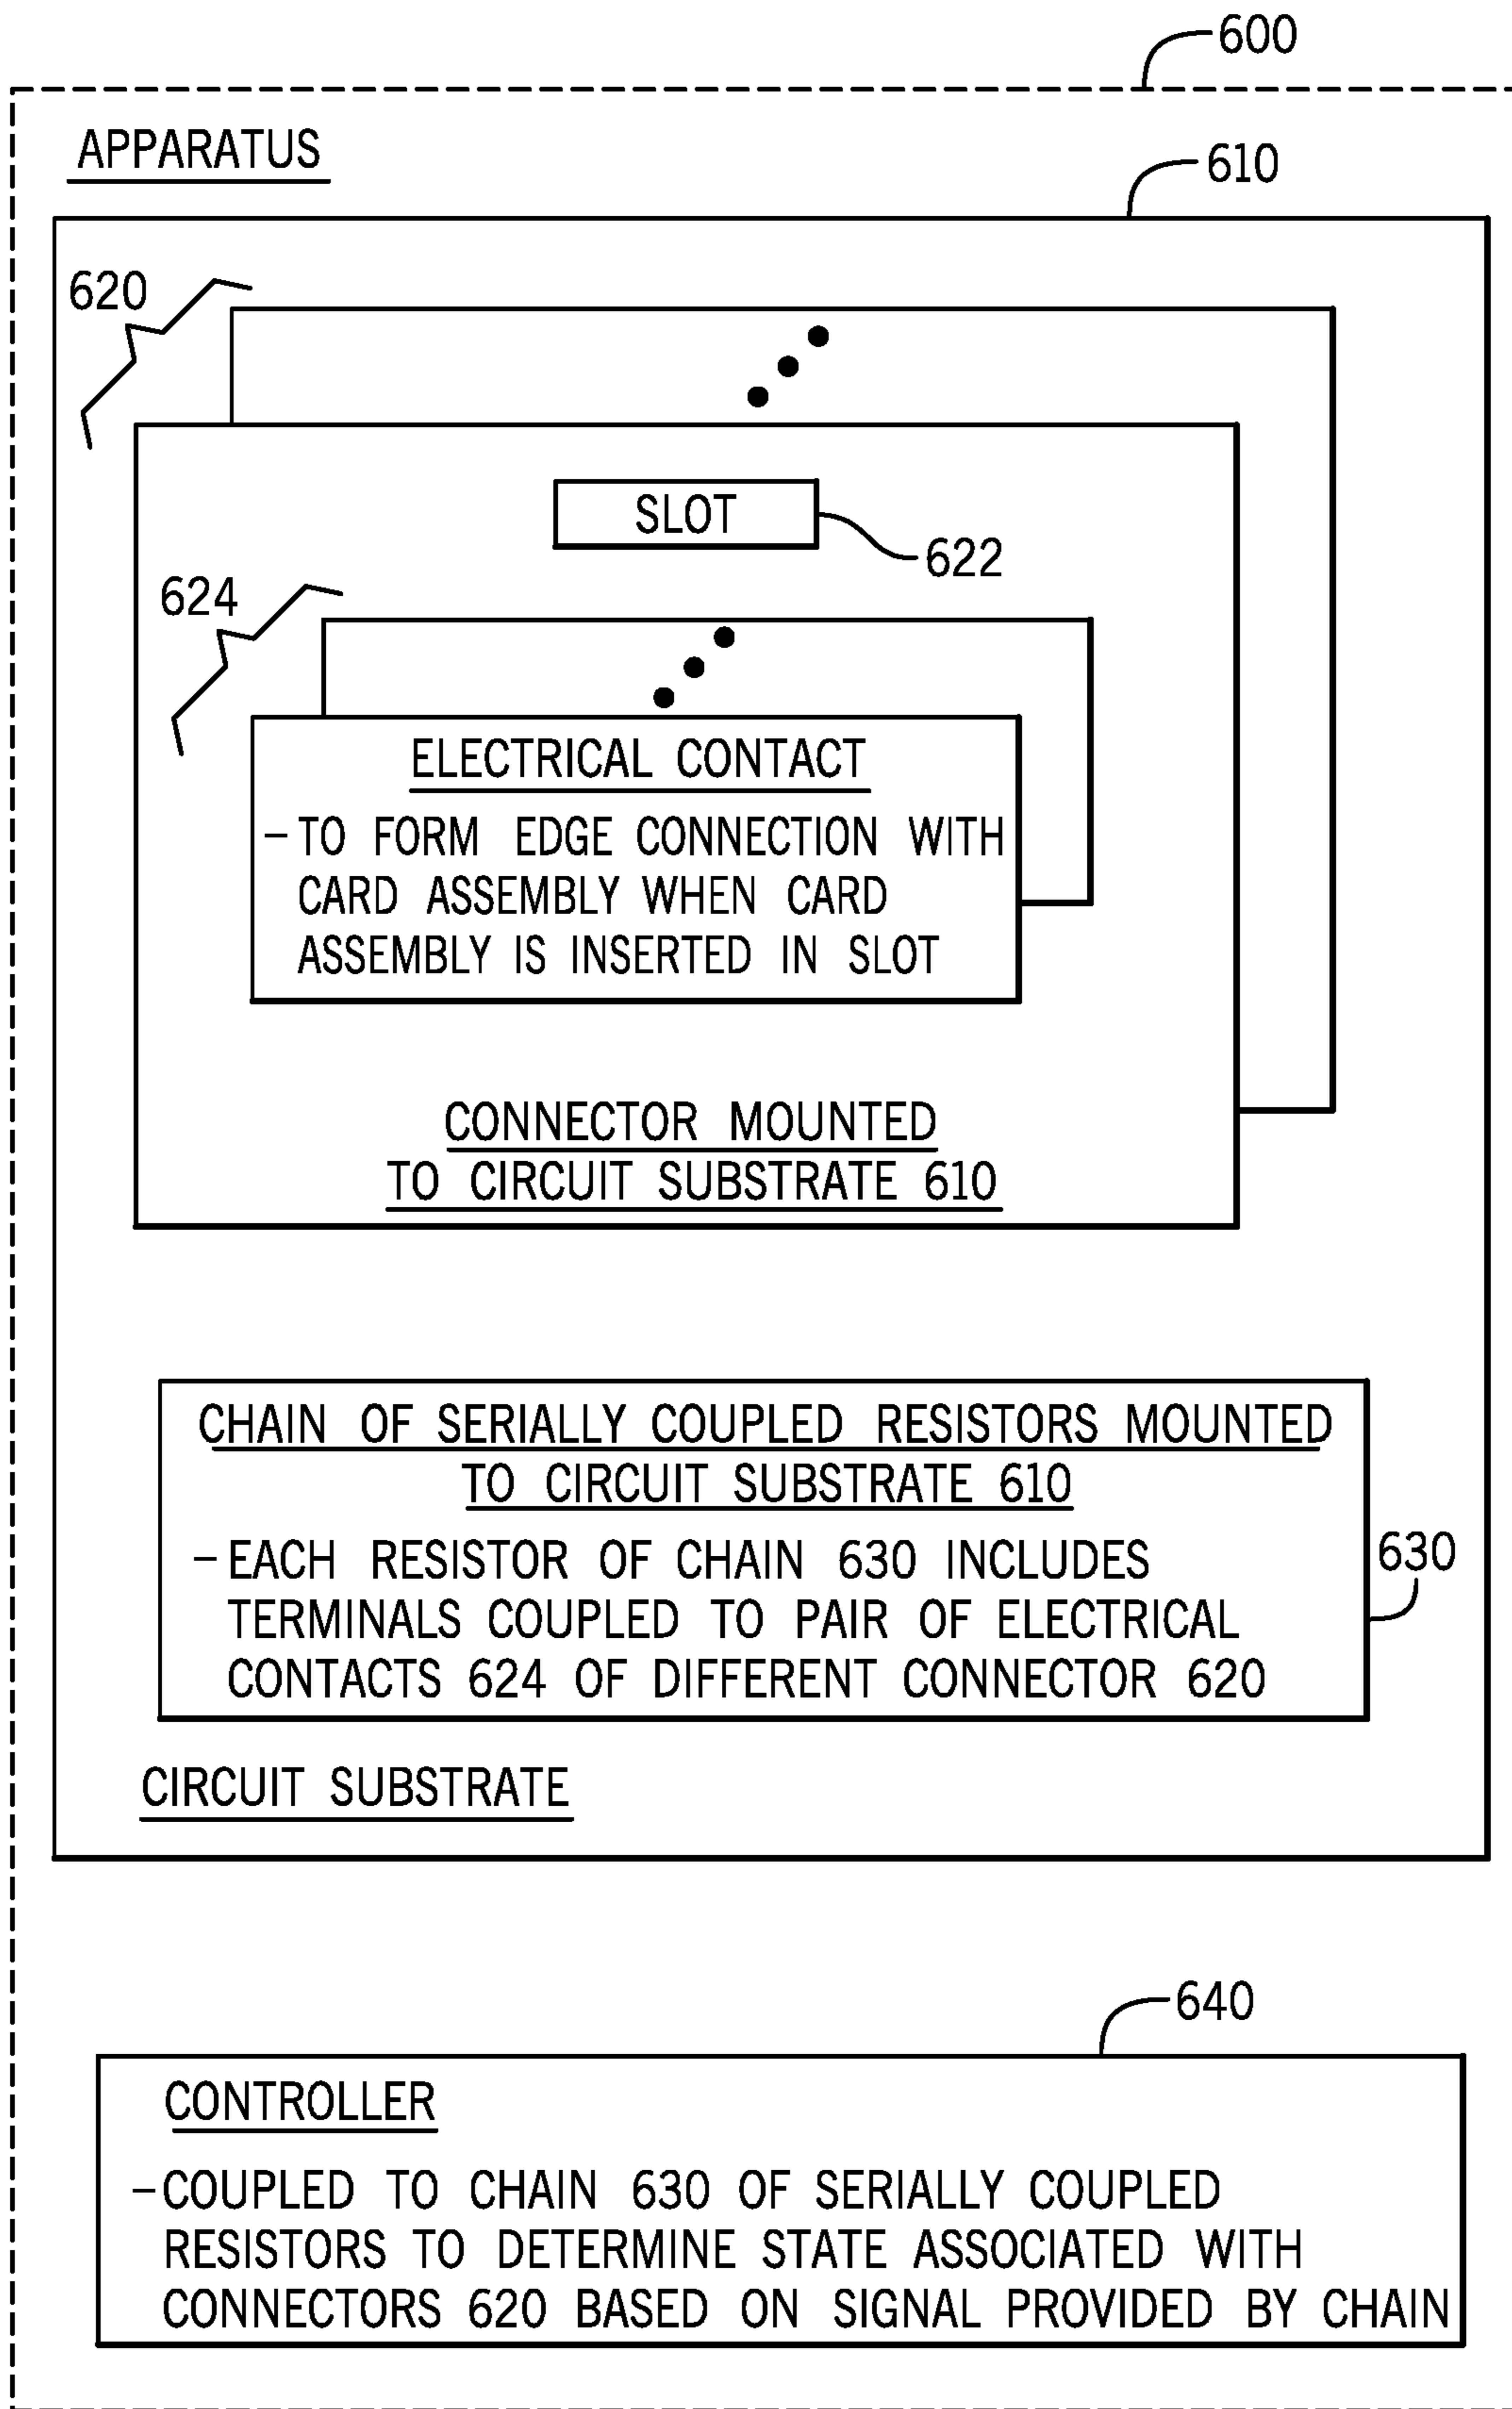 600
APPARATUS
610
620
SLOT
622
624
ELECTRICAL CONTACT
– TO FORM EDGE CONNECTION WITH
CARD ASSEMBLY WHEN CARD
ASSEMBLY IS INSERTED IN SLOT
CONNECTOR MOUNTED
TO CIRCUIT SUBSTRATE 610
CHAIN OF SERIALLY COUPLED RESISTORS MOUNTED
TO CIRCUIT SUBSTRATE 610
– EACH RESISTOR OF CHAIN 630 INCLUDES
TERMINALS COUPLED TO PAIR OF ELECTRICAL
CONTACTS 624 OF DIFFERENT CONNECTOR 620
630
CIRCUIT SUBSTRATE
640
CONTROLLER
– COUPLED TO CHAIN 630 OF SERIALLY COUPLED
RESISTORS TO DETERMINE STATE ASSOCIATED WITH
CONNECTORS 620 BASED ON SIGNAL PROVIDED BY CHAIN